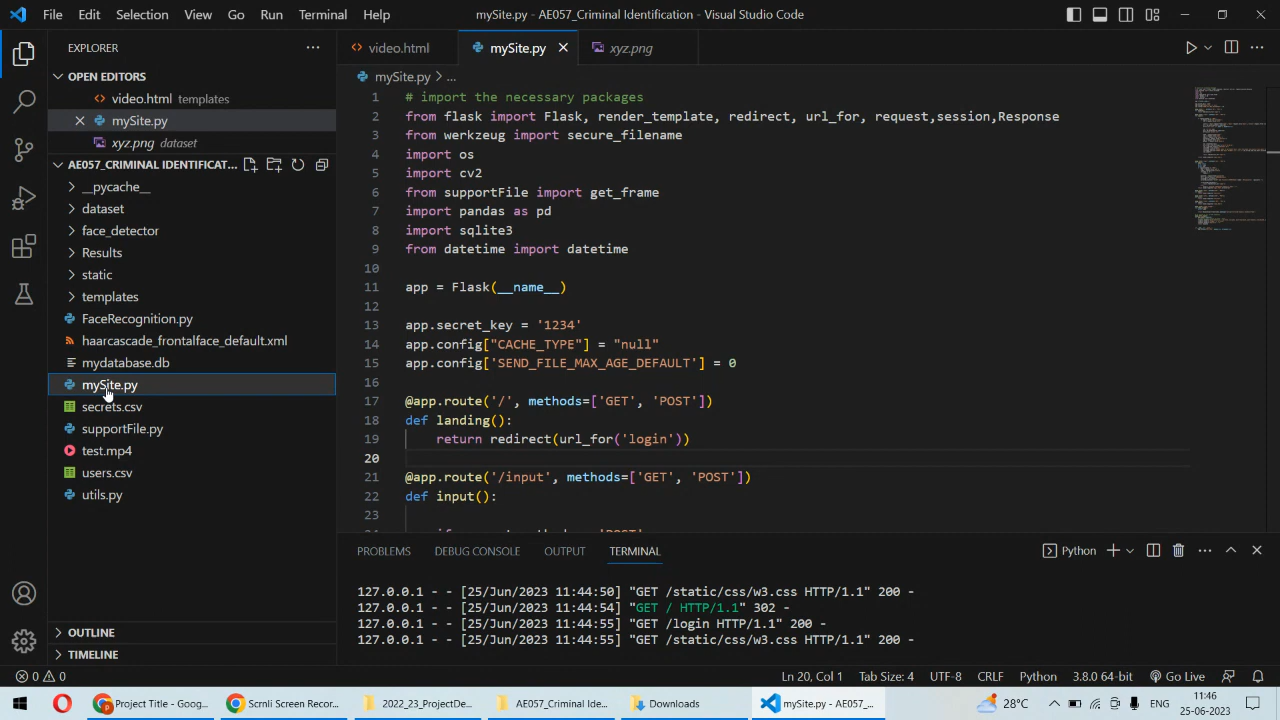 File Edit Selection View Go Run Terminal Help
mySite.py - AE057_Criminal Identification - Visual Studio Code
EXPLORER
OPEN EDITORS
video.html templates
mySite.py
xyz.png dataset
AE057_CRIMINAL IDENTIFICAT...
__pycache__
dataset
face_detector
Results
static
templates
FaceRecognition.py
haarcascade_frontalface_default.xml
mydatabase.db
mySite.py
secrets.csv
supportFile.py
test.mp4
users.csv
utils.py
OUTLINE
TIMELINE
video.html
mySite.py
xyz.png
mySite.py > ...
1 # import the necessary packages
2 from flask import Flask, render_template, redirect, url_for, request,session,Response
3 from werkzeug import secure_filename
4 import os
5 import cv2
6 from supportFile import get_frame
7 import pandas as pd
8 import sqlite3
9 from datetime import datetime
10
11 app = Flask(__name__)
12
13 app.secret_key = '1234'
14 app.config["CACHE_TYPE"] = "null"
15 app.config['SEND_FILE_MAX_AGE_DEFAULT'] = 0
16
17 @app.route('/', methods=['GET', 'POST'])
18 def landing():
19 return redirect(url_for('login'))
20
21 @app.route('/input', methods=['GET', 'POST'])
22 def input():
23
PROBLEMS DEBUG CONSOLE OUTPUT TERMINAL
Python
127.0.0.1 - - [25/Jun/2023 11:44:50] "GET /static/css/w3.css HTTP/1.1" 200 -
127.0.0.1 - - [25/Jun/2023 11:44:54] "GET / HTTP/1.1" 302 -
127.0.0.1 - - [25/Jun/2023 11:44:55] "GET /login HTTP/1.1" 200 -
127.0.0.1 - - [25/Jun/2023 11:44:55] "GET /static/css/w3.css HTTP/1.1" 200 -
0 0
Ln 20, Col 1 Tab Size: 4 UTF-8 CRLF Python 3.8.0 64-bit Go Live
Project Title - Goog...
Scrnli Screen Recor...
2022_23_ProjectDe...
AE057_Criminal Ide...
Downloads
mySite.py - AE057_...
28°C
ENG
11:46
25-06-2023